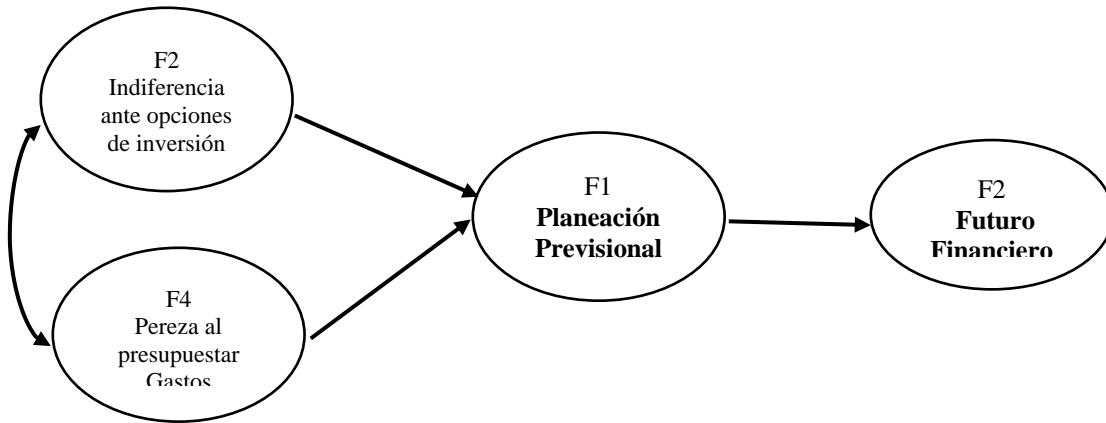 F2
Indiferencia
ante opciones
de inversión
F4
Pereza al
presupuestar
Gastos
F1
Planeación
Previsional
F2
Futuro
Financiero